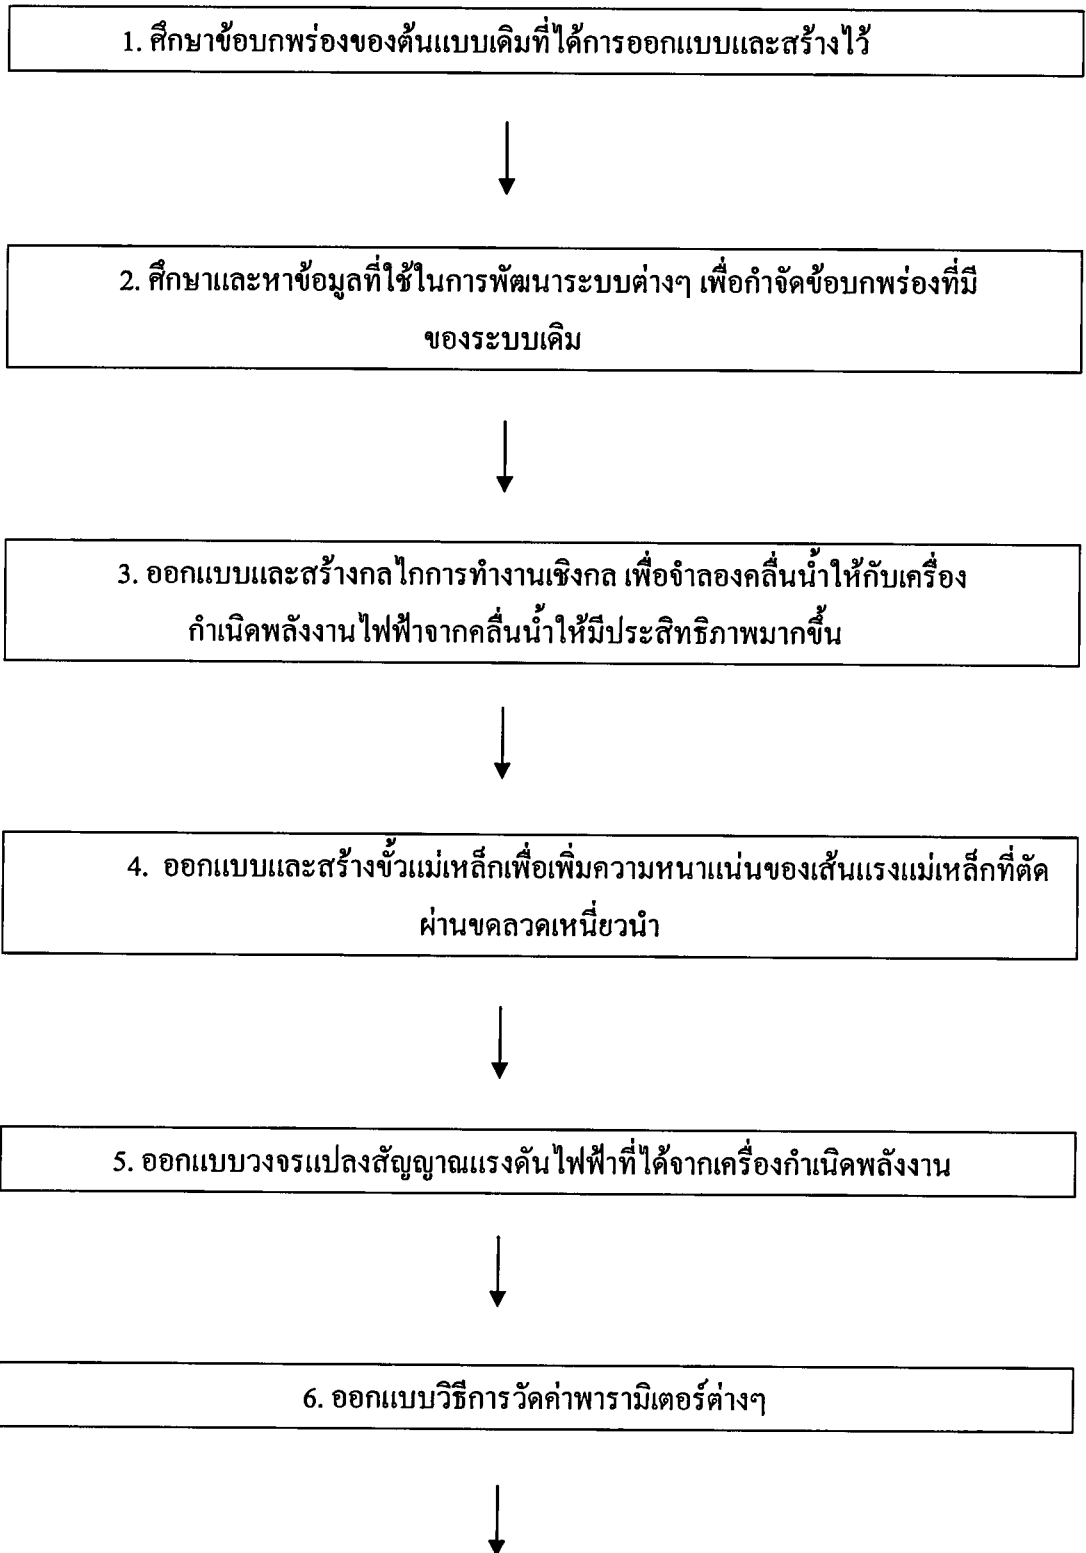 1. ศึกษาข้อบกพร่องของต้นแบบเดิมที่ได้การออกแบบและสร้างไว้
2. ศึกษาและหาข้อมูลที่ใช้ในการพัฒนาระบบต่างๆ เพื่อกำจัดข้อบกพร่องที่มี
ของระบบเดิม
3. ออกแบบและสร้างกลไกการทำงานเชิงกล เพื่อจำลองคลื่นน้ำให้กับเครื่อง
กำเนิดพลังงานไฟฟ้าจากคลื่นน้ำให้มีประสิทธิภาพมากขึ้น
4. ออกแบบและสร้างขั้วแม่เหล็กเพื่อเพิ่มความหนาแน่นของเส้นแรงแม่เหล็กที่ตัด
ผ่านขดลวดเหนี่ยวนำ
5. ออกแบบวงจรแปลงสัญญาณแรงดันไฟฟ้าที่ได้จากเครื่องกำเนิดพลังงาน
6. ออกแบบวิธีการวัดค่าพารามิเตอร์ต่างๆ